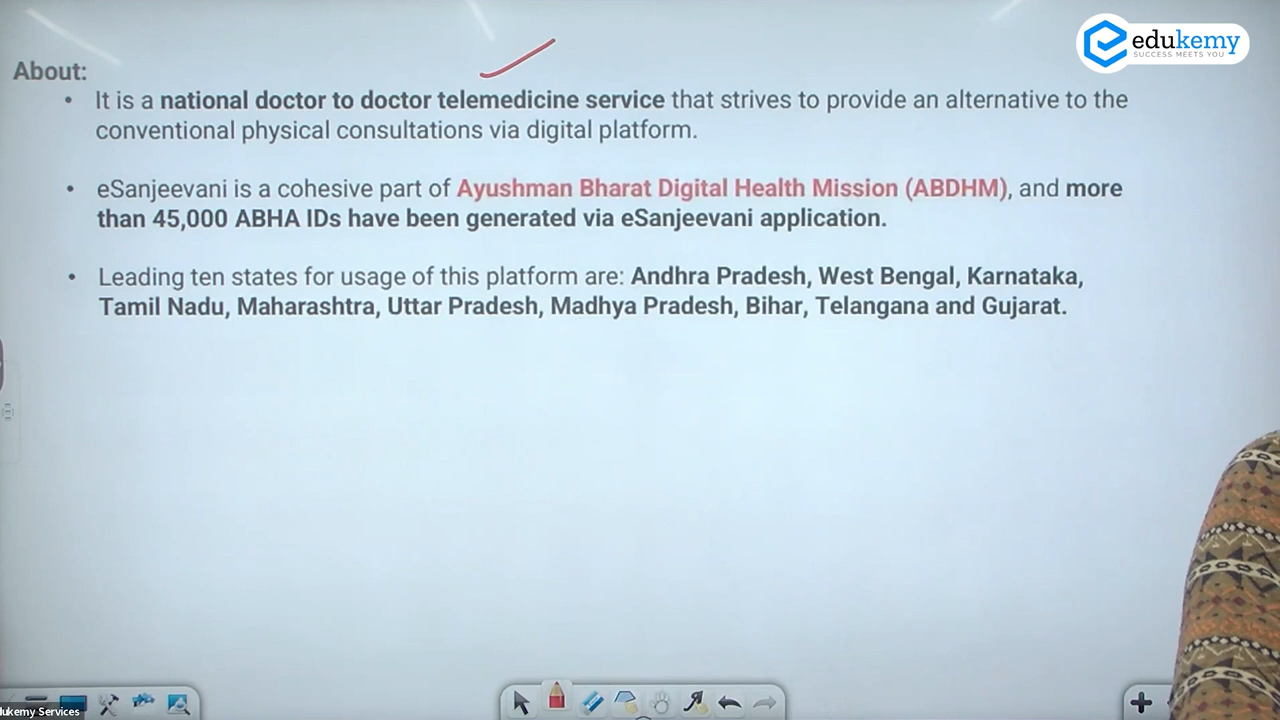 edukemy
SUCCESS MEETS YOU
About:
• It is a national doctor to doctor telemedicine service that strives to provide an alternative to the
conventional physical consultations via digital platform.
• eSanjeevani is a cohesive part of Ayushman Bharat Digital Health Mission (ABDHM), and more
than 45,000 ABHA IDs have been generated via eSanjeevani application.
• Leading ten states for usage of this platform are: Andhra Pradesh, West Bengal, Karnataka,
Tamil Nadu, Maharashtra, Uttar Pradesh, Madhya Pradesh, Bihar, Telangana and Gujarat.
dukemy Services